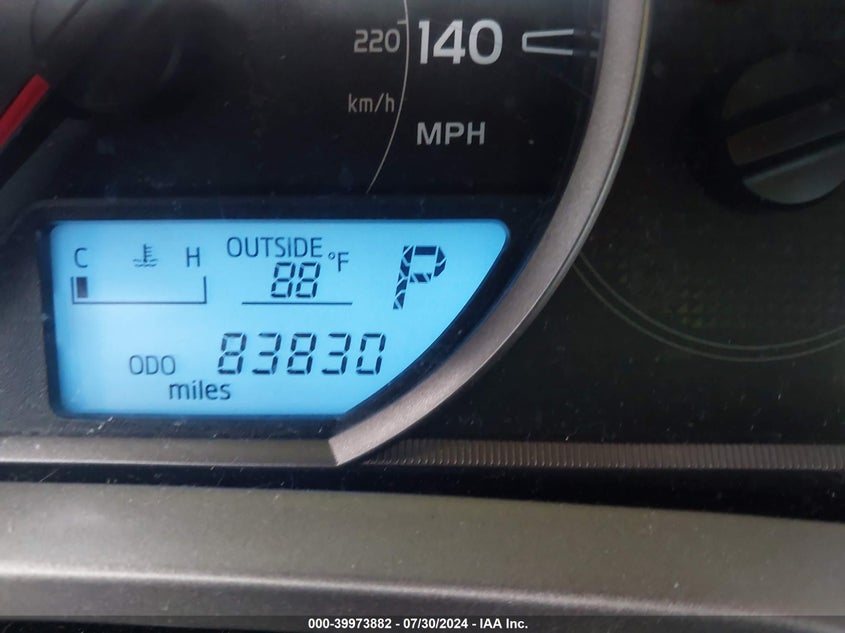 220 140
km/h
MPH
C H OUTSIDE
88 °F P
ODO 83830
miles
000-39973882 - 07/30/2024 - IAA Inc.